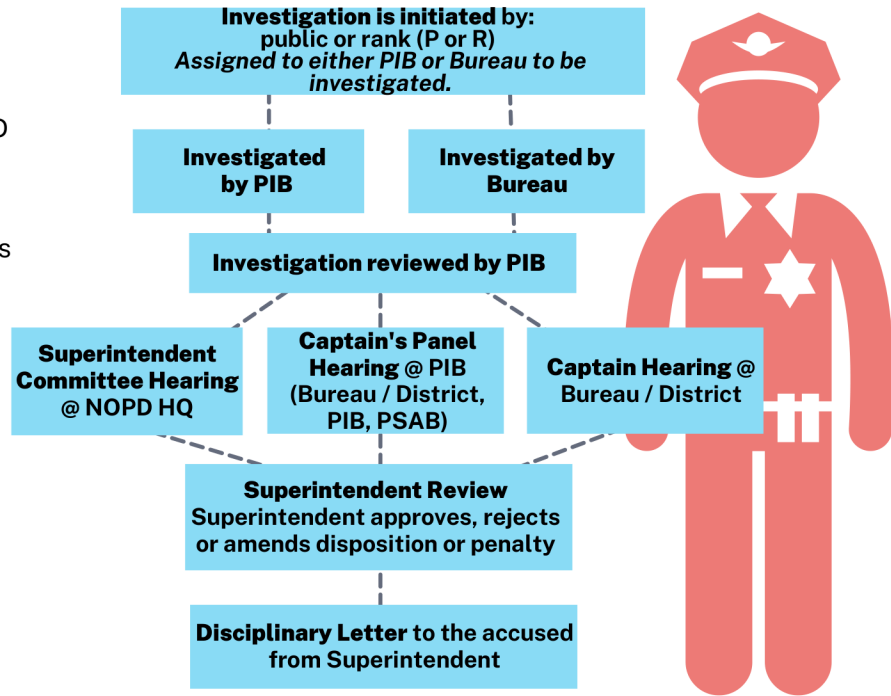 Investigation is initiated by:
public or rank (P or R)
Assigned to either PIB or Bureau to be
investigated.
Investigated
by PIB
Investigated by
Bureau
Investigation reviewed by PIB
Superintendent
Committee Hearing
@ NOPD HQ
Captain's Panel
Hearing @ PIB
(Bureau / District,
PIB, PSAB)
Captain Hearing @
Bureau / District
Superintendent Review
Superintendent approves, rejects
or amends disposition or penalty
Disciplinary Letter to the accused
from Superintendent